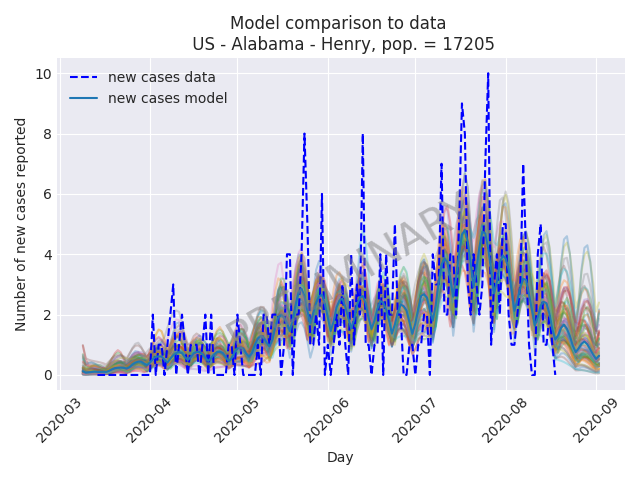 Model comparison to data
US - Alabama - Henry, pop. = 17205
10
8
6
4
2
0
Number of new cases reported
new cases data
new cases model
PRELIMINARY
2020-03
2020-04
2020-05
2020-06
2020-07
2020-08
2020-09
Day